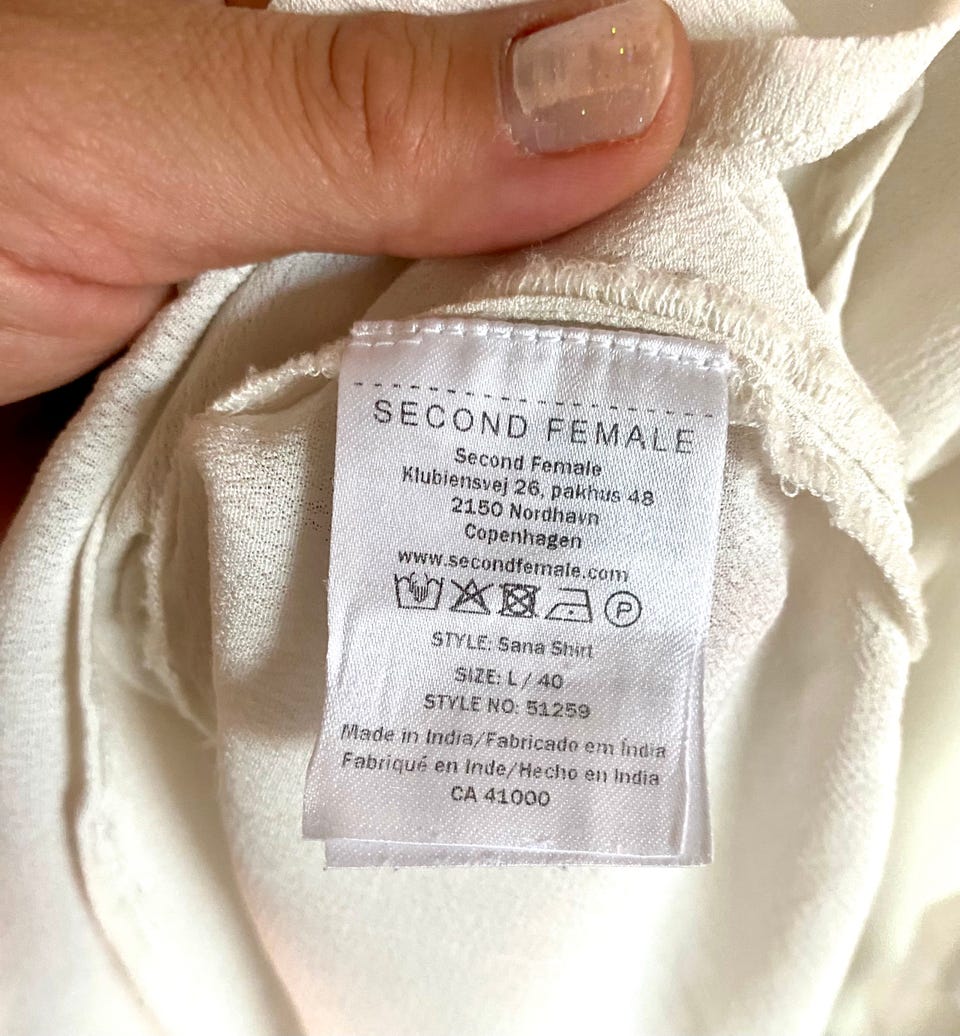 SECOND FEMALE
Second Female
Klubiensvej 26, pakhus 48
2150 Nordhavn
Copenhagen
www.secondfemale.com
P
STYLE: Sana Shirt
SIZE: L / 40
STYLE NO: 51259
Made in India/Fabricado em Índia
Fabriqué en Inde/Hecho en India
CA 41000